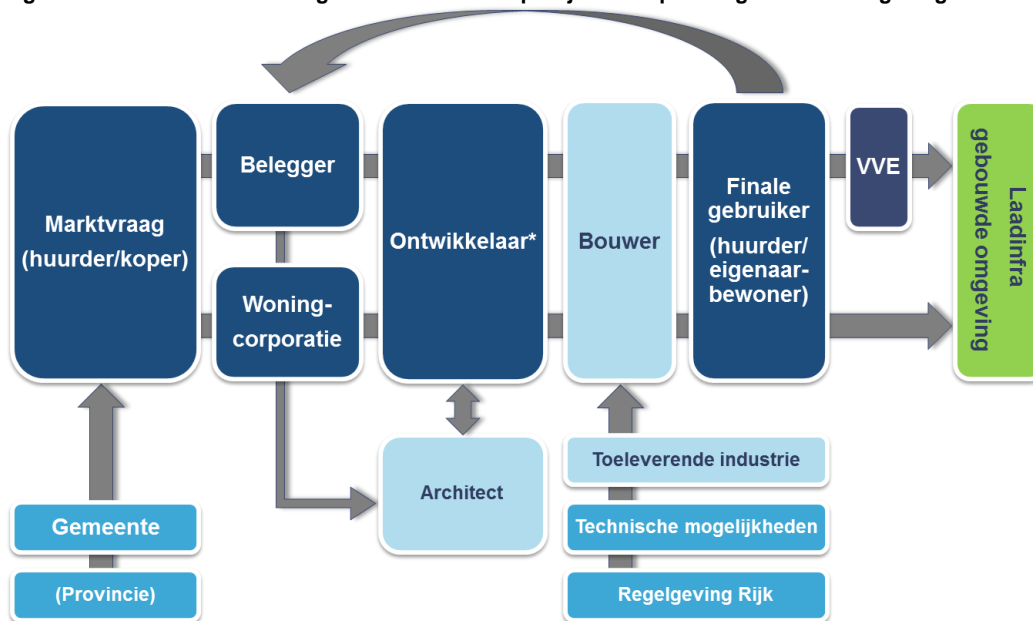 Marktvraag
(huurder/koper)
Belegger
Woning-
corporatie
Ontwikkelaar*
Bouwer
Finale
gebruiker
(huurder/
eigenaar-
bewoner)
VVE
Laadinfra
gebouwde omgeving
Architect
Toeleverende industrie
Gemeente
Technische mogelijkheden
(Provincie)
Regelgeving Rijk